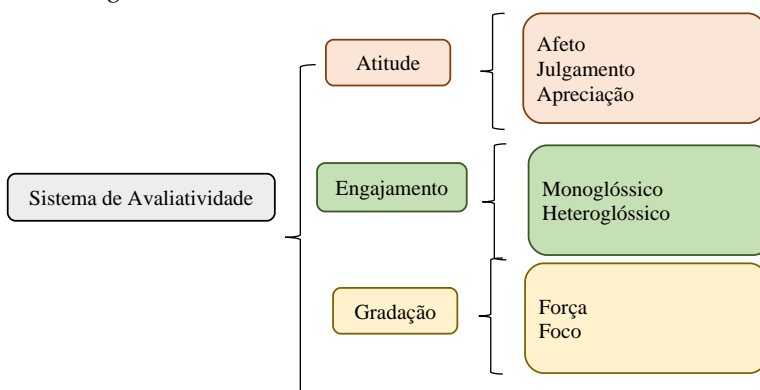 Atitude
Afeto
Julgamento
Apreciação
Sistema de Avaliatividade
Engajamento
Monoglóssico
Heteroglóssico
Gradação
Força
Foco